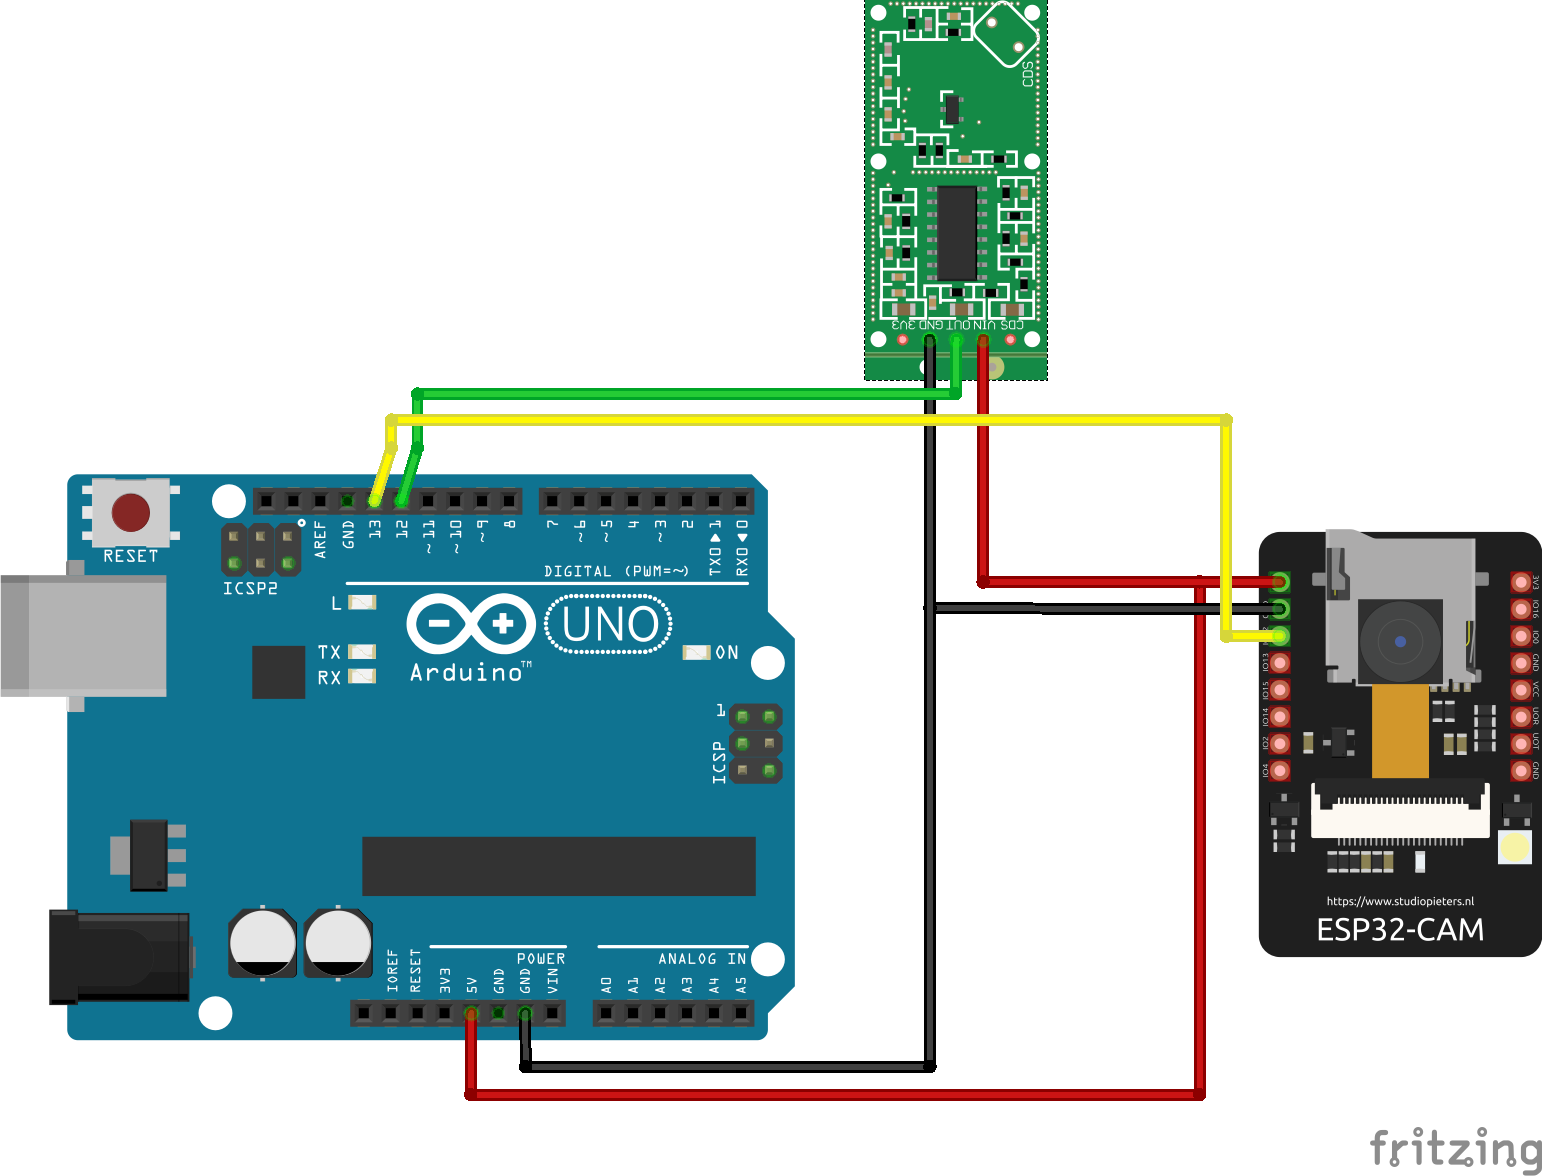 CDS
3V3
GND
OUT
VIN
CDS
RESET
ICSP2
AREF
GND
13
12
~11
~10
~9
8
7
~6
~5
4
~3
2
TX0▶1
RX0◀0
DIGITAL (PWM=~)
L
TX
RX
UNO
Arduino™
ON
1
ICSP
IOREF
RESET
3V3
5V
GND
GND
VIN
POWER
ANALOG IN
A0
A1
A2
A3
A4
A5
IO13
IO15
IO14
IO2
IO4
3V3
IO16
IO0
GND
VCC
UOR
UOT
GND
https://www.studiopieters.nl
ESP32-CAM
fritzing